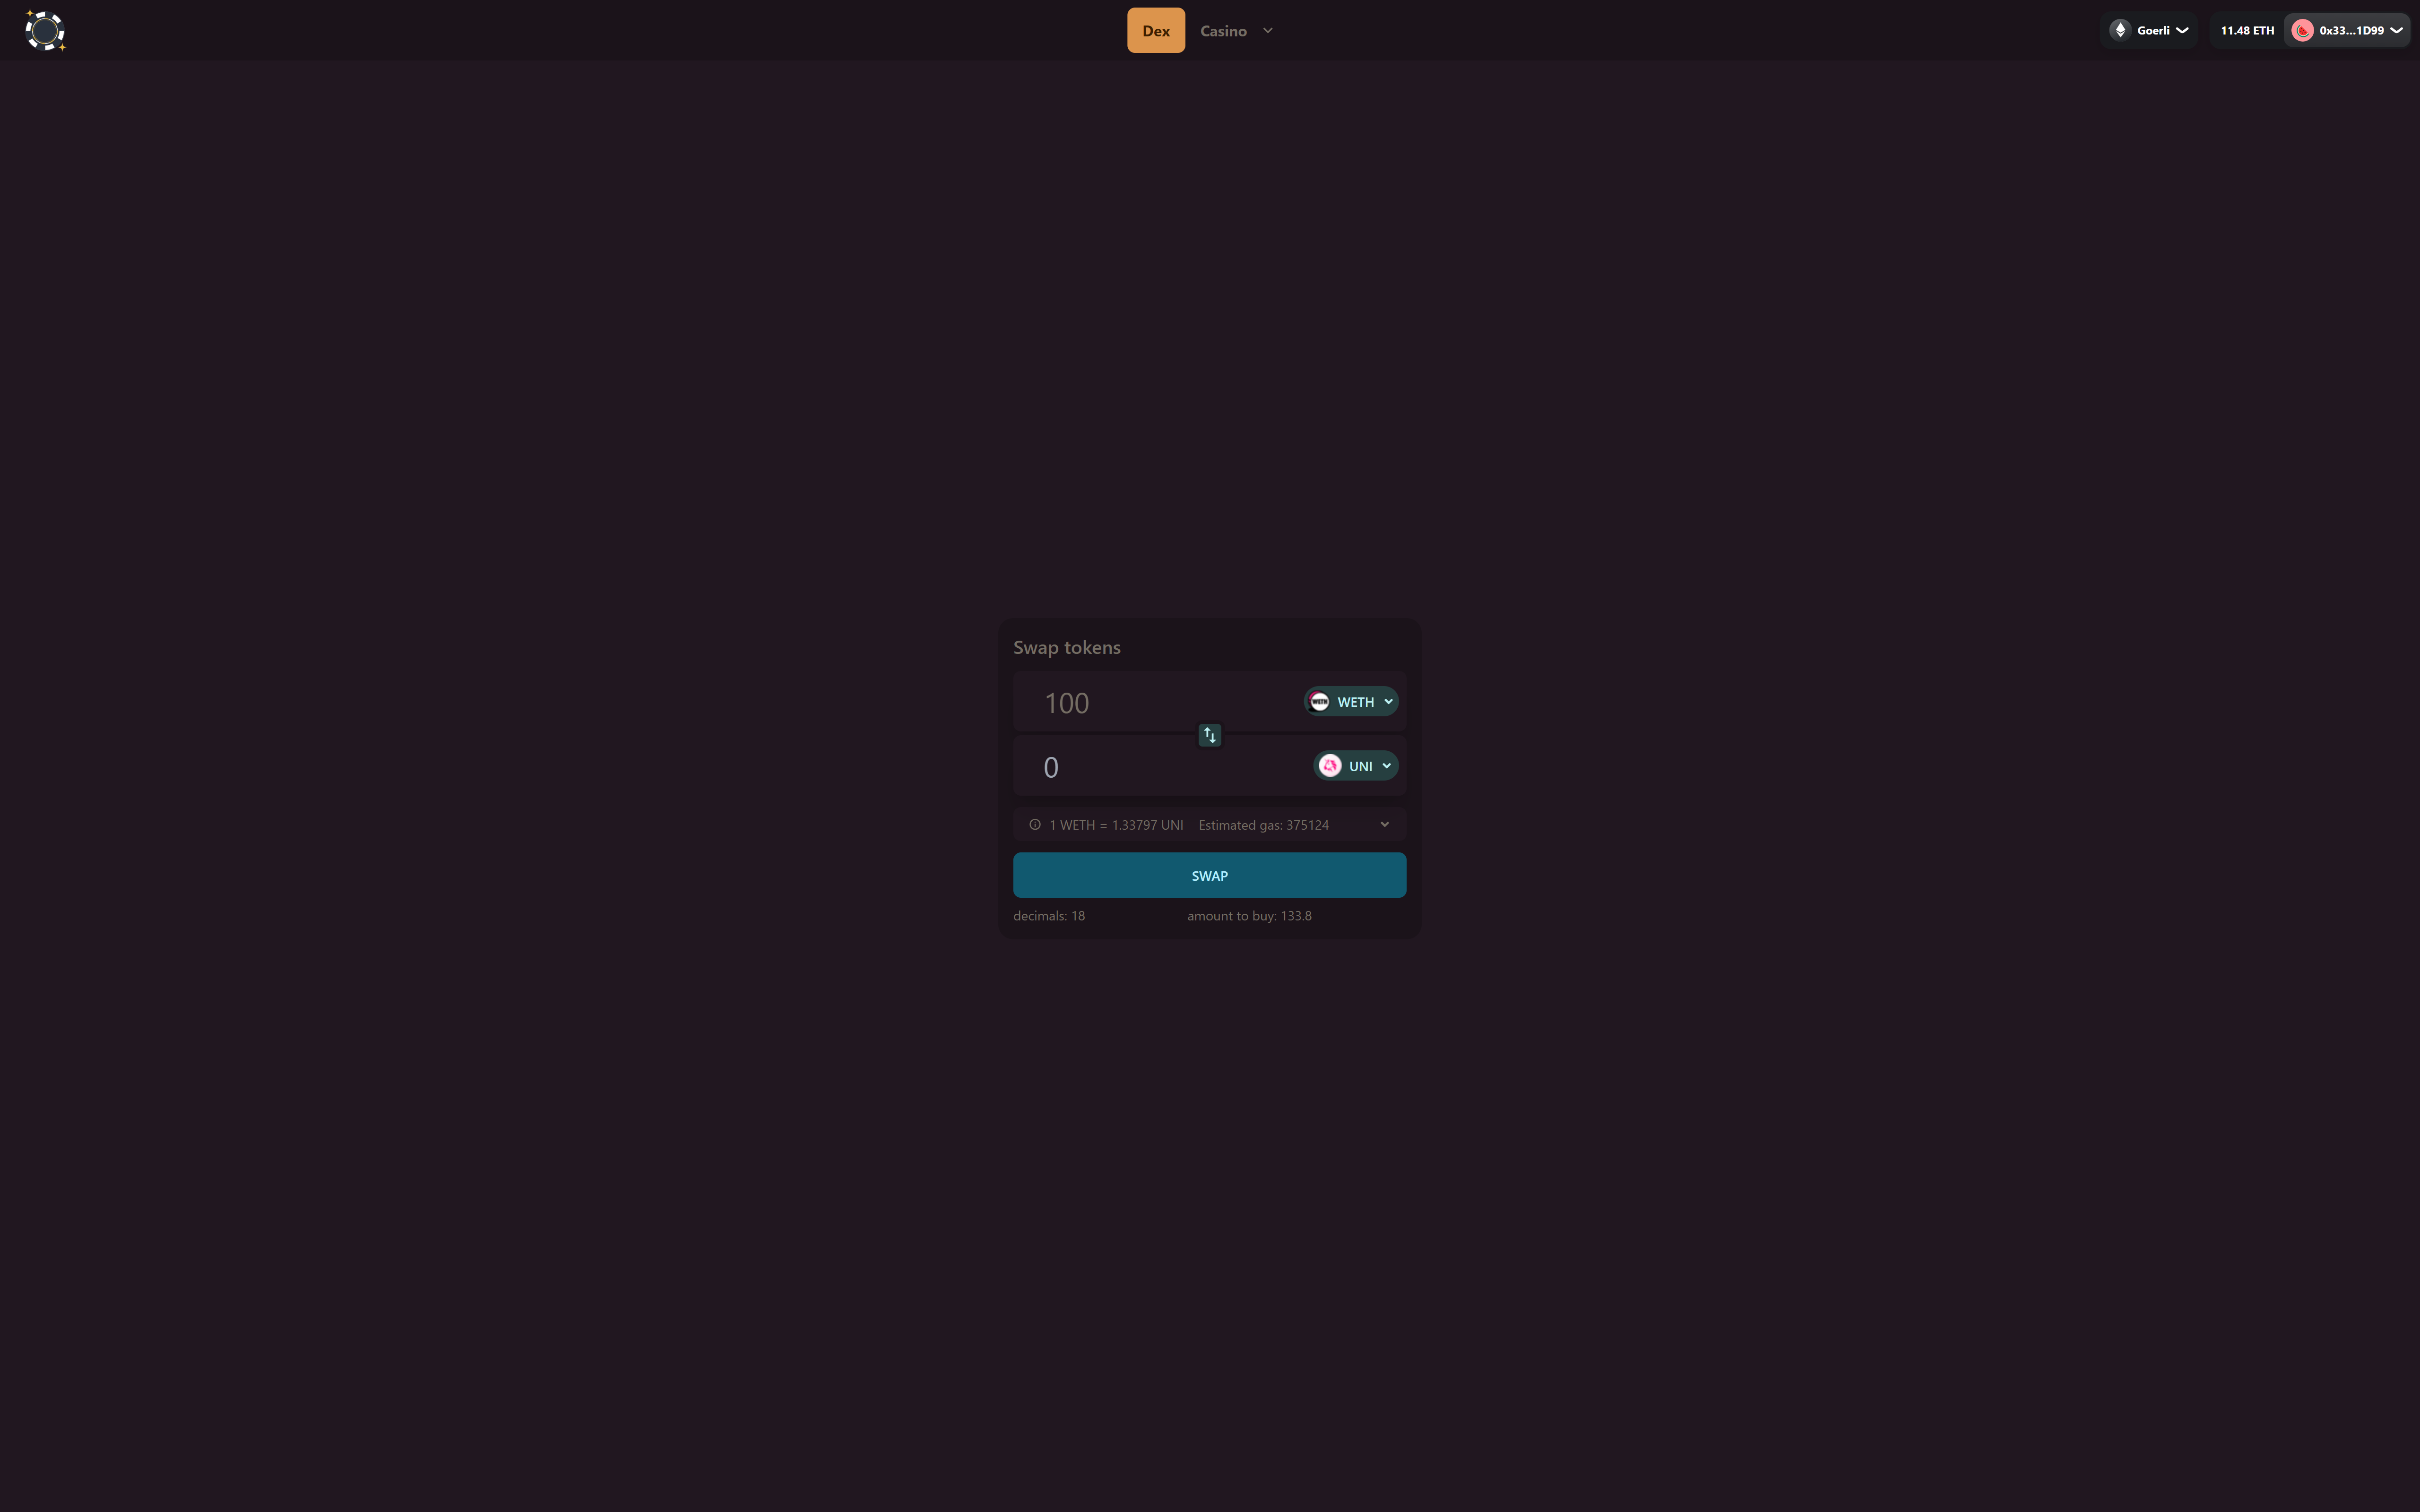 Dex Casino Goerli 11.48 ETH 0x33...1D99
Swap tokens
100 WETH
0 UNI
1 WETH = 1.33797 UNI Estimated gas: 375124
SWAP
decimals: 18 amount to buy: 133.8